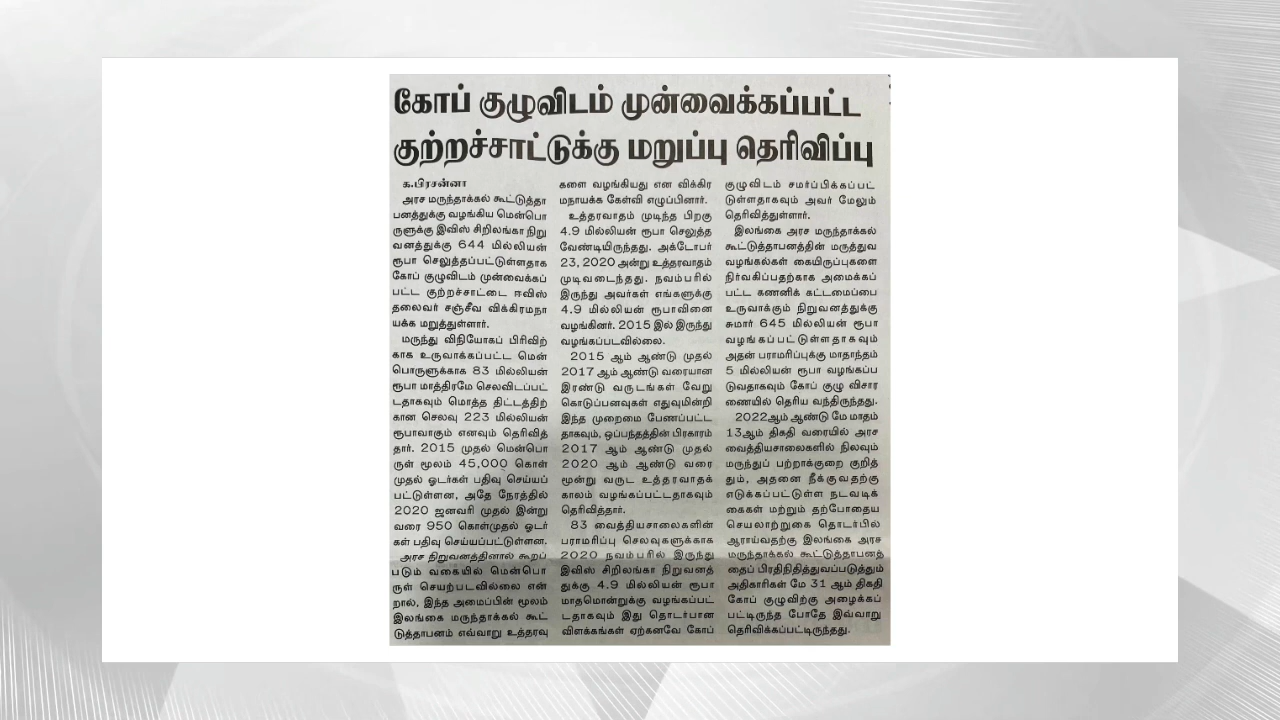 கோப் குழுவிடம் முன்வைக்கப்பட்ட
குற்றச்சாட்டுக்கு மறுப்பு தெரிவிப்பு
க.பிரசன்னா
அரச மருந்தாக்கல் கூட்டுத்தா
பனத்துக்கு வழங்கிய மென்பொ
ருளுக்கு இவிஸ் சிறிலங்கா நிறு
வனத்துக்கு 644 மில்லியன்
ரூபா செலுத்தப்பட்டுள்ளதாக
கோப் குழுவிடம் முன்வைக்கப்
பட்ட குற்றச்சாட்டை ஈவிஸ்
தலைவர் சஞ்சீவ விக்கிரமநா
யக்க மறுத்துள்ளார்.
மருந்து விநியோகப் பிரிவிற்
காக உருவாக்கப்பட்ட மென்
பொருளுக்காக 83 மில்லியன்
ரூபா மாத்திரமே செலவிடப்பட்
டதாகவும் மொத்த திட்டத்திற்
கான செலவு 223 மில்லியன்
ரூபாவாகும் எனவும் தெரிவித்
தார். 2015 முதல் மென்பொ
ருள் மூலம் 45,000 கொள்
முதல் ஓடர்கள் பதிவு செய்யப்
பட்டுள்ளன, அதே நேரத்தில்
2020 ஜனவரி முதல் இன்று
வரை 950 கொள்முதல் ஓடர்
கள் பதிவு செய்யப்பட்டுள்ளன.
அரச நிறுவனத்தினால் கூறப்
படும் வகையில் மென்பொ
ருள் செயற்படவில்லை என்
றால், இந்த அமைப்பின் மூலம்
இலங்கை மருந்தாக்கல் கூட்
டுத்தாபனம் எவ்வாறு உத்தரவு
களை வழங்கியது என விக்கிர
மநாயக்க கேள்வி எழுப்பினார்.
உத்தரவாதம் முடிந்த பிறகு
4.9 மில்லியன் ரூபா செலுத்த
வேண்டியிருந்தது. அக்டோபர்
23, 2020 அன்று உத்தரவாதம்
முடிவடைந்தது. நவம்பரில்
இருந்து அவர்கள் எங்களுக்கு
4.9 மில்லியன் ரூபாவினை
வழங்கினர். 2015 இல் இருந்து
வழங்கப்படவில்லை.
2015 ஆம் ஆண்டு முதல்
2017 ஆம் ஆண்டு வரையான
இரண்டு வருடங்கள் வேறு
கொடுப்பனவுகள் எதுவுமின்றி
இந்த முறைமை பேணப்பட்ட
தாகவும், ஒப்பந்தத்தின் பிரகாரம்
2017 ஆம் ஆண்டு முதல்
2020 ஆம் ஆண்டு வரை
மூன்று வருட உத்தரவாதக்
காலம் வழங்கப்பட்டதாகவும்
தெரிவித்தார்.
83 வைத்தியசாலைகளின்
பராமரிப்பு செலவுகளுக்காக
2020 நவம்பரில் இருந்து
இவிஸ் சிறிலங்கா நிறுவனத்
துக்கு 4.9 மில்லியன் ரூபா
மாதமொன்றுக்கு வழங்கப்பட்
டதாகவும் இது தொடர்பான
விளக்கங்கள் ஏற்கனவே கோப்
குழுவிடம் சமர்ப்பிக்கப்பட்
டுள்ளதாகவும் அவர் மேலும்
தெரிவித்துள்ளார்.
இலங்கை அரச மருந்தாக்கல்
கூட்டுத்தாபனத்தின் மருத்துவ
வழங்கல்கள் கையிருப்புகளை
நிர்வகிப்பதற்காக அமைக்கப்
பட்ட கணனிக் கட்டமைப்பை
உருவாக்கும் நிறுவனத்துக்கு
சுமார் 645 மில்லியன் ரூபா
வழங்கப்பட்டுள்ளதாகவும்
அதன் பராமரிப்புக்கு மாதாந்தம்
5 மில்லியன் ரூபா வழங்கப்ப
டுவதாகவும் கோப் குழு விசார
ணையில் தெரிய வந்திருந்தது.
2022ஆம் ஆண்டு மே மாதம்
13ஆம் திகதி வரையில் அரச
வைத்தியசாலைகளில் நிலவும்
மருந்துப் பற்றாக்குறை குறித்
தும், அதனை நீக்குவதற்கு
எடுக்கப்பட்டுள்ள நடவடிக்
கைகள் மற்றும் தற்போதைய
செயலாற்றுகை தொடர்பில்
ஆராய்வதற்கு இலங்கை அரச
மருந்தாக்கல் கூட்டுத்தாபனத்
தைப் பிரதிநிதித்துவப்படுத்தும்
அதிகாரிகள் மே 31 ஆம் திகதி
கோப் குழுவிற்கு அழைக்கப்
பட்டிருந்த போதே இவ்வாறு
தெரிவிக்கப்பட்டிருந்தது.